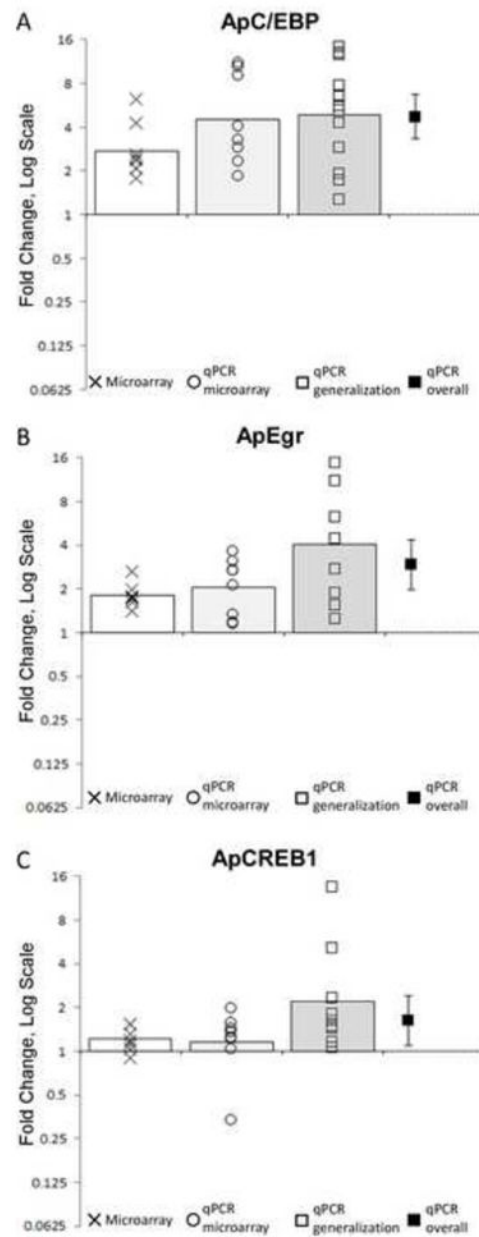 A
ApC/EBP
Fold Change, Log Scale
16
8
4
2
1
0.5
0.25
0.125
0.0625
Microarray
qPCR
microarray
qPCR
generalization
qPCR
overall
B
ApEgr
Fold Change, Log Scale
16
8
4
2
1
0.5
0.25
0.125
0.0625
Microarray
qPCR
microarray
qPCR
generalization
qPCR
overall
C
ApCREB1
Fold Change, Log Scale
16
8
4
2
1
0.5
0.25
0.125
0.0625
Microarray
qPCR
microarray
qPCR
generalization
qPCR
overall